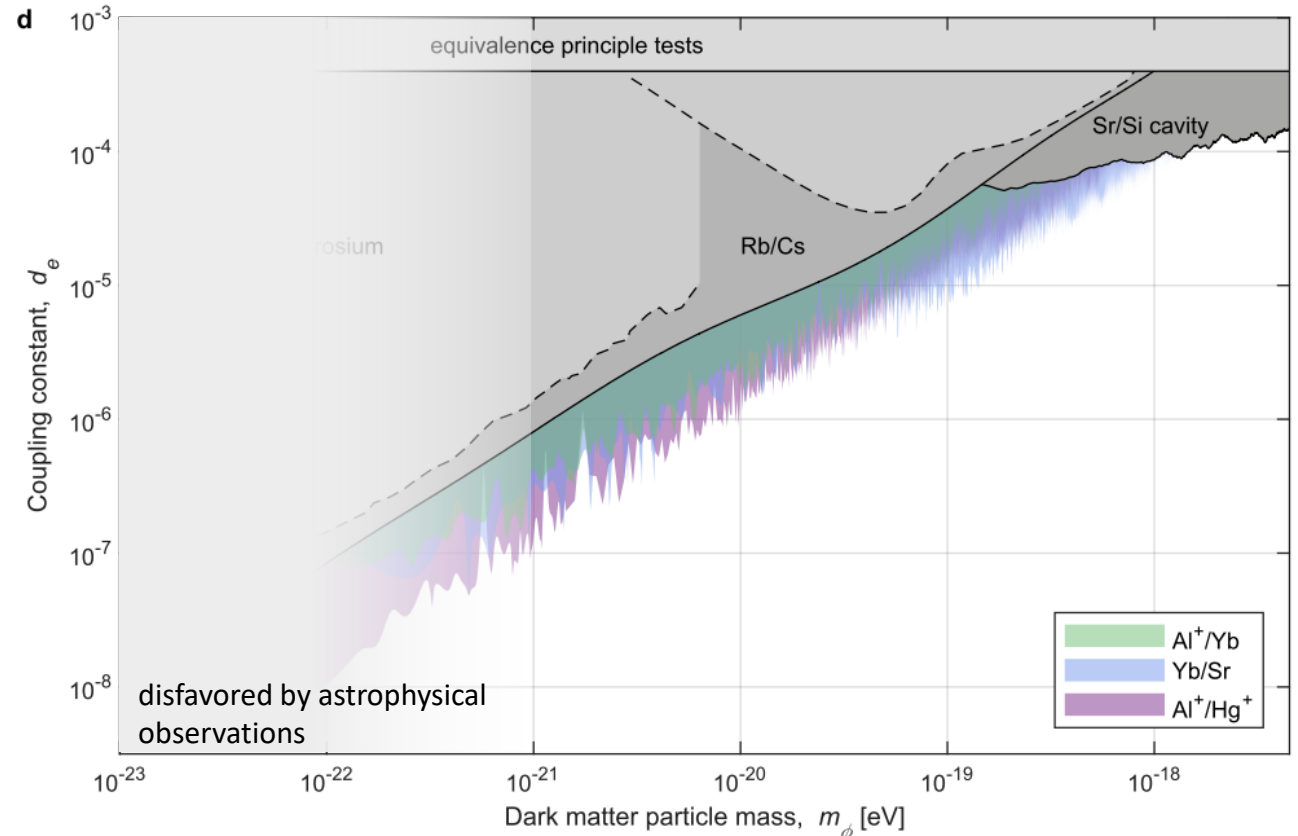 d
10⁻³
10⁻⁴
10⁻⁵
10⁻⁶
10⁻⁷
10⁻⁸
Coupling constant, dₑ
equivalence principle tests
Sr/Si cavity
rosium
Rb/Cs
Al⁺/Yb
Yb/Sr
Al⁺/Hg⁺
disfavored by astrophysical
observations
10⁻²³
10⁻²²
10⁻²¹
10⁻²⁰
10⁻¹⁹
10⁻¹⁸
Dark matter particle mass, m_ϕ [eV]